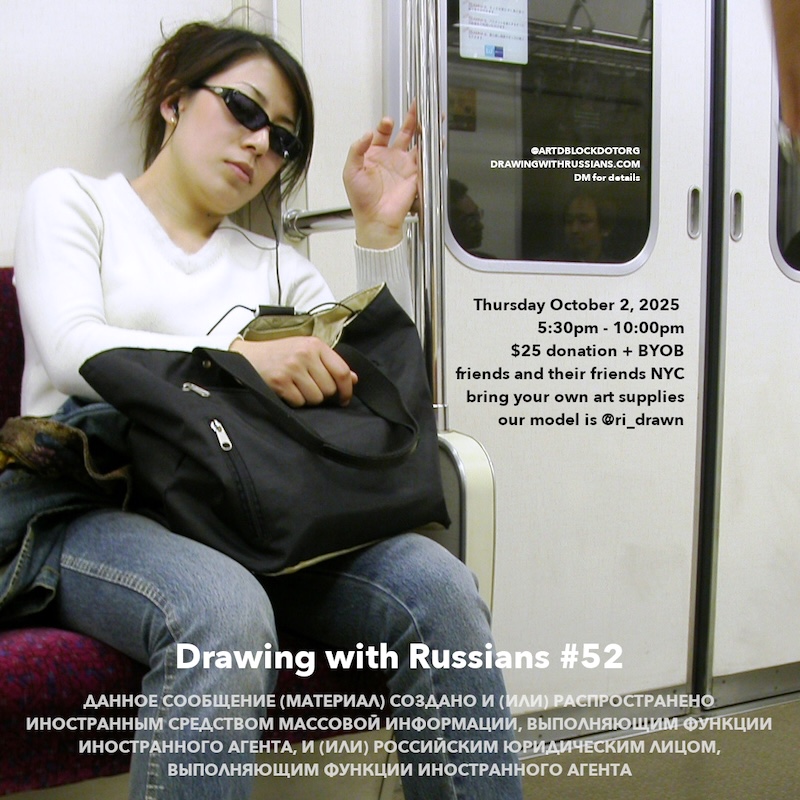 @ARTDBLOCKDOTORG
DRAWINGWITHRUSSIANS.COM
DM for details
Thursday October 2, 2025
5:30pm - 10:00pm
$25 donation + BYOB
friends and their friends NYC
bring your own art supplies
our model is @ri_drawn
Drawing with Russians #52
ДАННОЕ СООБЩЕНИЕ (МАТЕРИАЛ) СОЗДАНО И (ИЛИ) РАСПРОСТРАНЕНО
ИНОСТРАННЫМ СРЕДСТВОМ МАССОВОЙ ИНФОРМАЦИИ, ВЫПОЛНЯЮЩИМ ФУНКЦИИ
ИНОСТРАННОГО АГЕНТА, И (ИЛИ) РОССИЙСКИМ ЮРИДИЧЕСКИМ ЛИЦОМ,
ВЫПОЛНЯЮЩИМ ФУНКЦИИ ИНОСТРАННОГО АГЕНТА